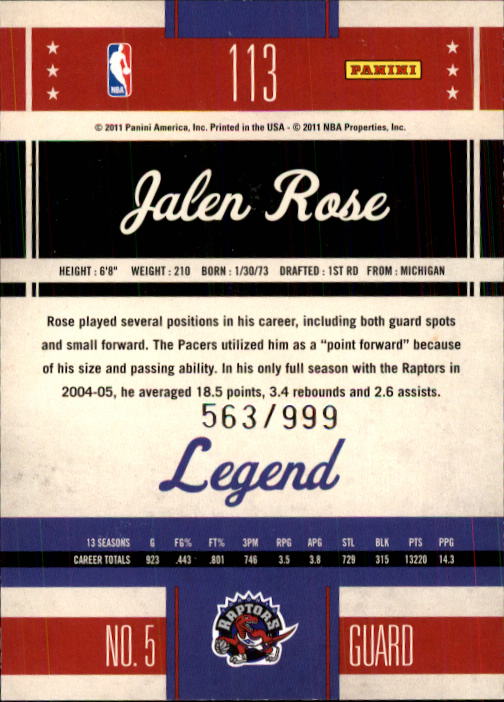 113
NBA
PANINI
© 2011 Panini America, Inc. Printed in the USA - © 2011 NBA Properties, Inc.
Jalen Rose
HEIGHT : 6'8" WEIGHT : 210 BORN : 1/30/73 DRAFTED : 1ST RD FROM : MICHIGAN
Rose played several positions in his career, including both guard spots
and small forward. The Pacers utilized him as a “point forward” because
of his size and passing ability. In his only full season with the Raptors in
2004-05, he averaged 18.5 points, 3.4 rebounds and 2.6 assists.
563/999
Legend
13 SEASONS G FG% FT% 3PM RPG APG STL BLK PTS PPG
CAREER TOTALS 923 .443 .801 746 3.5 3.8 729 315 13220 14.3
RAPTORS
NO. 5 GUARD